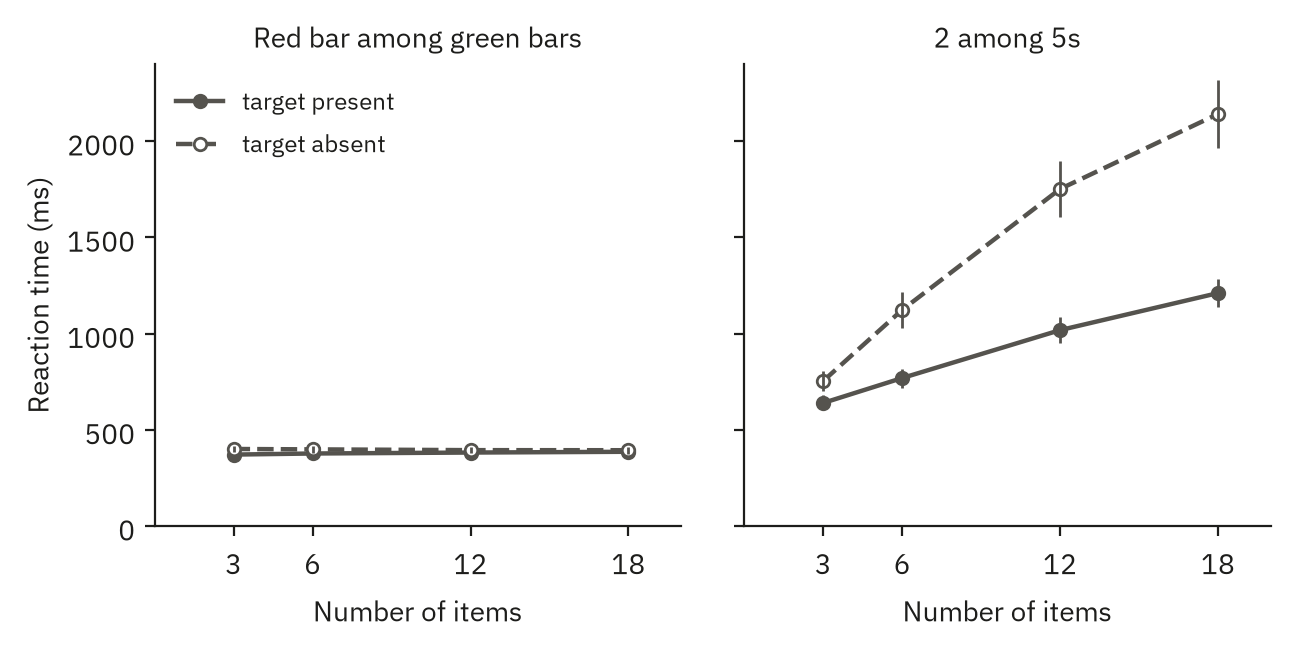 Red bar among green bars
target present
target absent
Reaction time (ms)
2000
1500
1000
500
0
3 6 12 18
Number of items
2 among 5s
3 6 12 18
Number of items